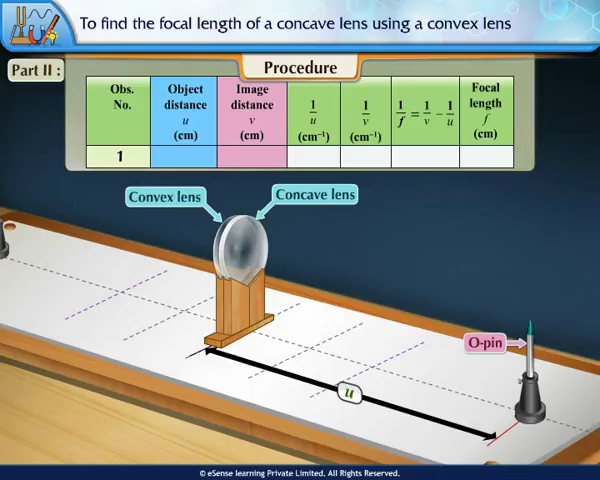 To find the focal length of a concave lens using a convex lens
Part II :
Procedure
Obs. No.
Object distance u (cm)
Image distance v (cm)
1/u (cm⁻¹)
1/v (cm⁻¹)
1/f = 1/v - 1/u
Focal length f (cm)
1
Convex lens
Concave lens
O-pin
u
© eSense learning Private Limited. All Rights Reserved.